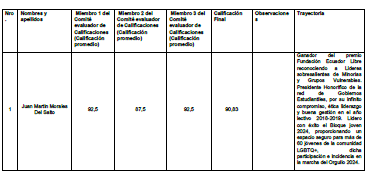 Nro
.
Nombres y
apellidos
Miembro 1 del
Comité
evaluador de
Calificaciones
(Calificación
promedio)
Miembro 2 del
Comité evaluador
de Calificaciones
(Calificación
promedio)
Miembro 3 del
Comité
evaluador de
Calificaciones
(Calificación
promedio)
Calificación
Final
Observacione
s
Trayectoria
1
Juan Martín Morales
Del Salto
92,5
87,5
92,5
90,83
Ganador del premio
Fundación Ecuador Libre
reconociendo a Líderes
sobresalientes de Minorías
y Grupos Vulnerables.
Presidente Honorífico de la
red de Gobiernos
Estudiantiles, por su infinito
compromiso, ética liderazgo
y buena gestión en el año
lectivo 2018-2019. Lidero
con éxito el Bloque joven
2024, proporcionando un
espacio seguro para más de
60 jóvenes de la comunidad
LGBTQ+, dicha
participación e incidencia en
la marcha del Orgullo 2024.